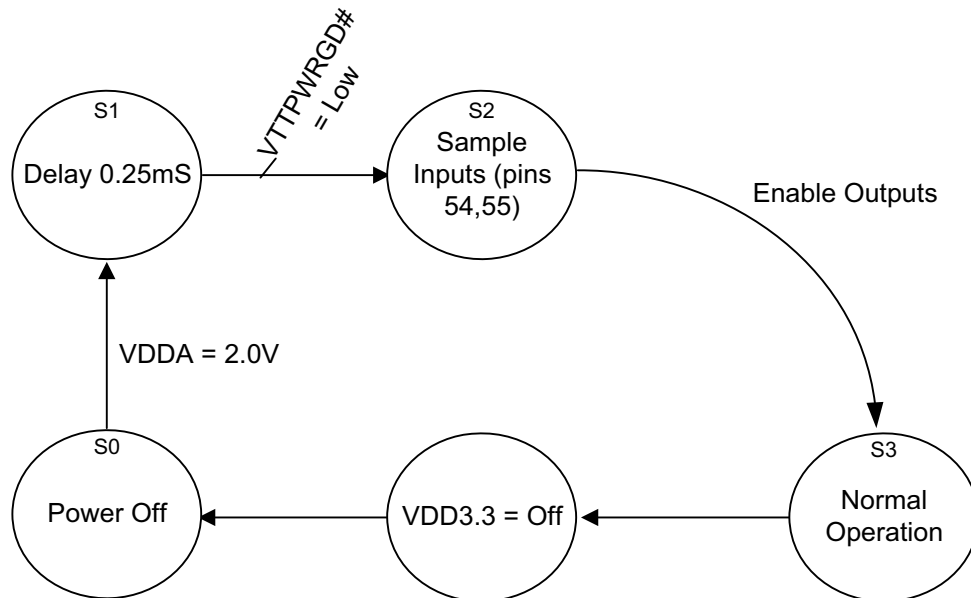 VTTPWRGD#
= Low
S1
Delay 0.25mS
S2
Sample
Inputs (pins
54,55)
Enable Outputs
VDDA = 2.0V
S0
Power Off
VDD3.3 = Off
S3
Normal
Operation